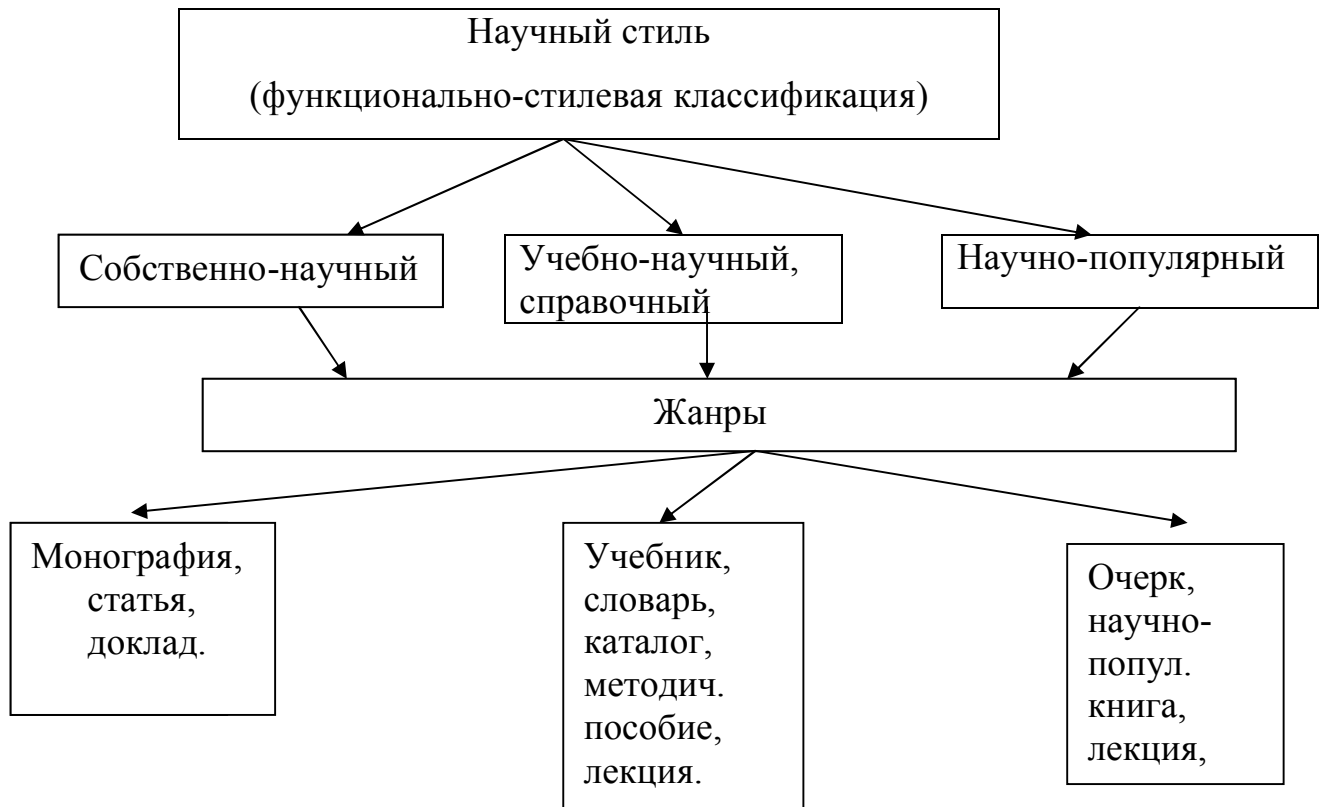 Научный стиль
(функционально-стилевая классификация)
Собственно-научный
Учебно-научный,
справочный
Научно-популярный
Жанры
Монография,
статья,
доклад.
Учебник,
словарь,
каталог,
методич.
пособие,
лекция.
Очерк,
научно-
попул.
книга,
лекция,